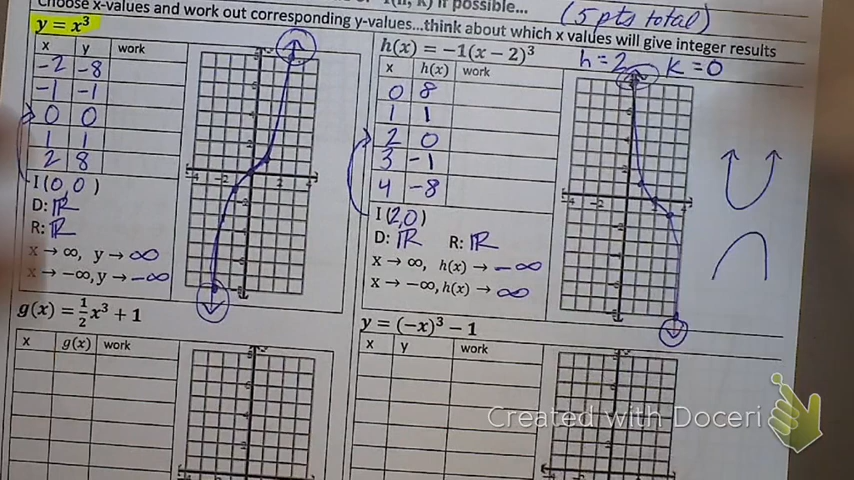 (h, k) if possible...
(5 pts total)
Choose x-values and work out corresponding y-values...think about which x values will give integer results
y = x³
x y work
-2 -8
-1 -1
0 0
1 1
2 8
I (0,0)
D: ℝ
R: ℝ
x → ∞, y → ∞
x → -∞, y → -∞
h(x) = -1(x - 2)³
h = 2 k = 0
x h(x) work
0 8
1 1
2 0
3 -1
4 -8
I (2,0)
D: ℝ R: ℝ
x → ∞, h(x) → -∞
x → -∞, h(x) → ∞
g(x) = ½x³ + 1
x g(x) work
y = (-x)³ - 1
x y work
Created with Doceri